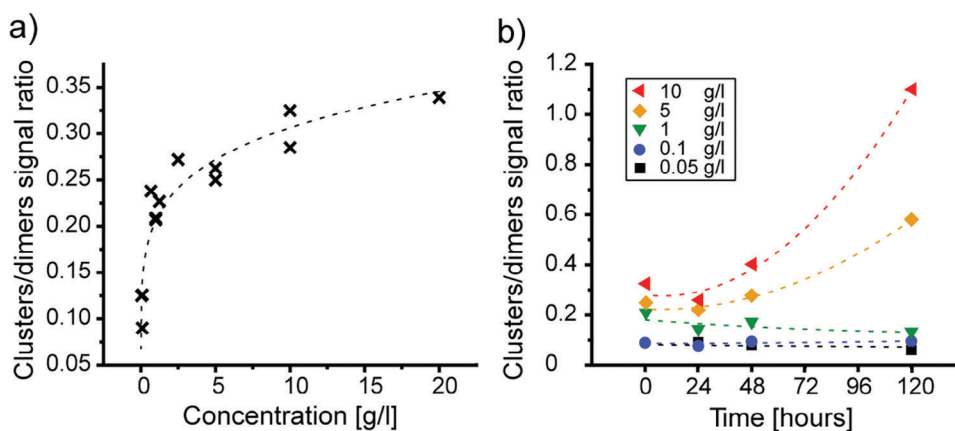 a)
Clusters/dimers signal ratio
0.35
0.30
0.25
0.20
0.15
0.10
0.05
0 5 10 15 20
Concentration [g/l]
b)
Clusters/dimers signal ratio
1.2
1.0
0.8
0.6
0.4
0.2
0
10 g/l
5 g/l
1 g/l
0.1 g/l
0.05 g/l
0 24 48 72 96 120
Time [hours]